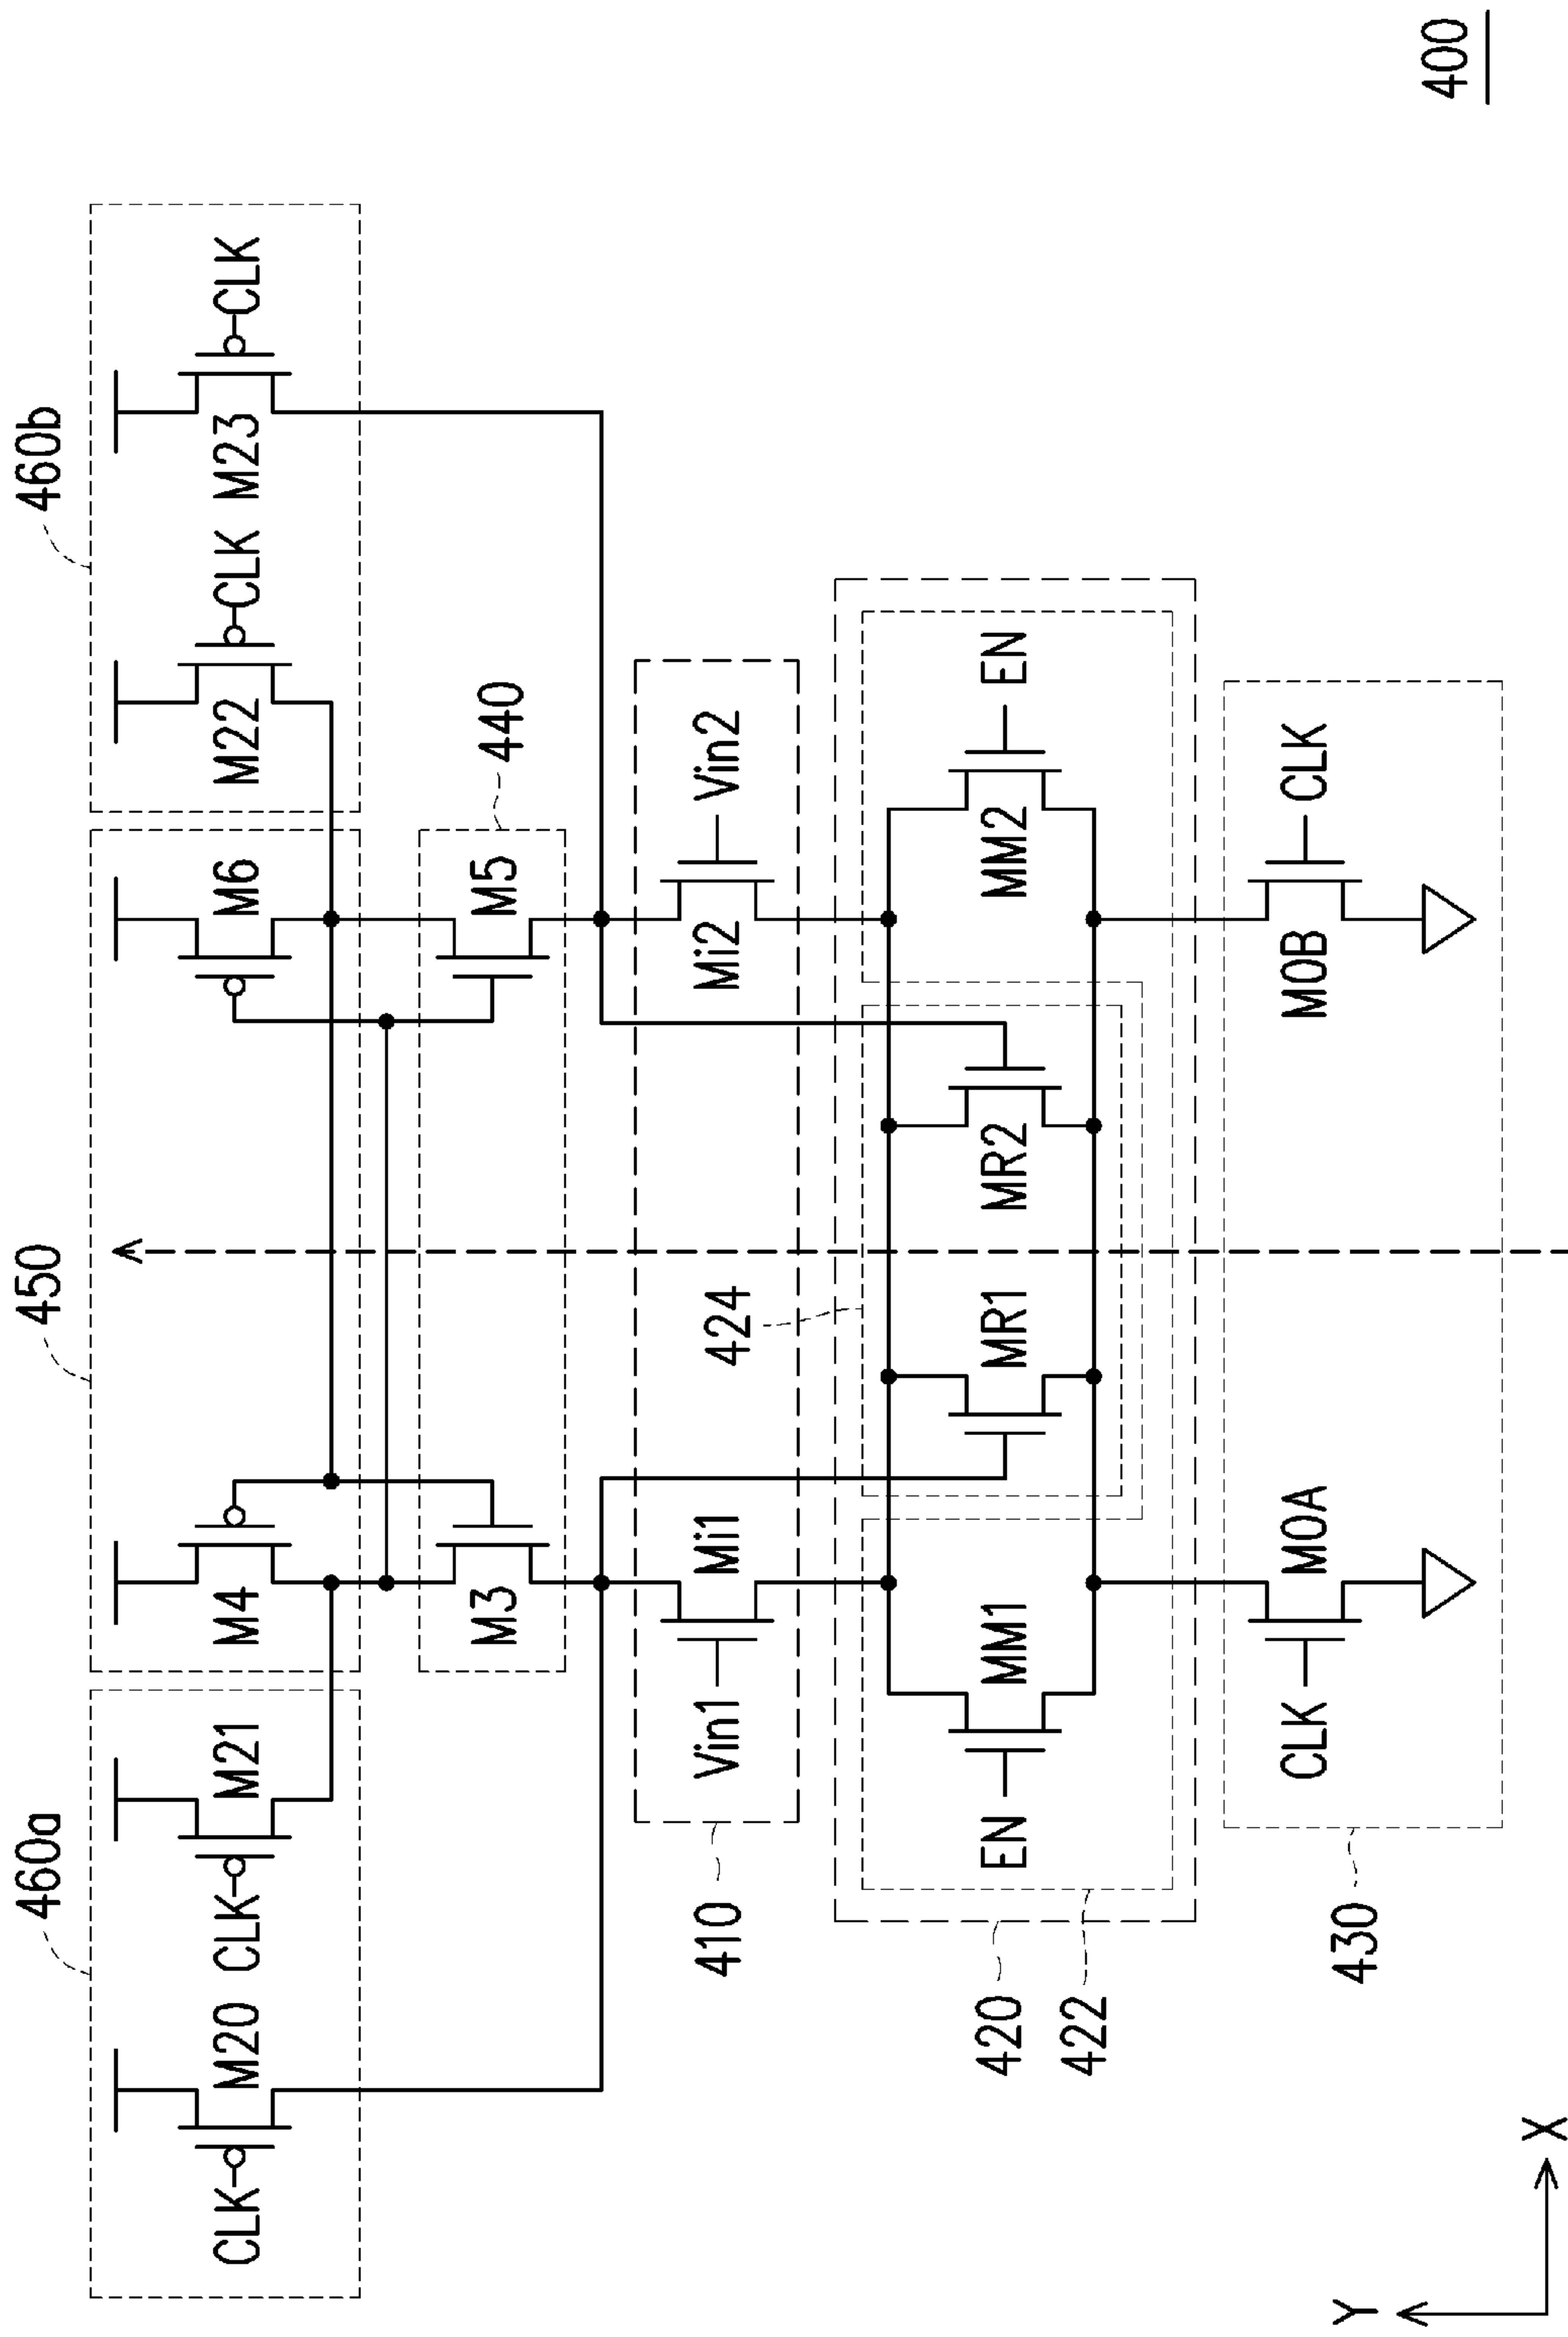 460a
450
460b
CLK
M20
CLK
M21
M4
M6
M22
CLK
M23
CLK
M3
M5
440
410
Vin1
Mi1
Mi2
Vin2
424
420
422
EN
MM1
MR1
MR2
MM2
EN
430
CLK
M0A
M0B
CLK
Y
X
400